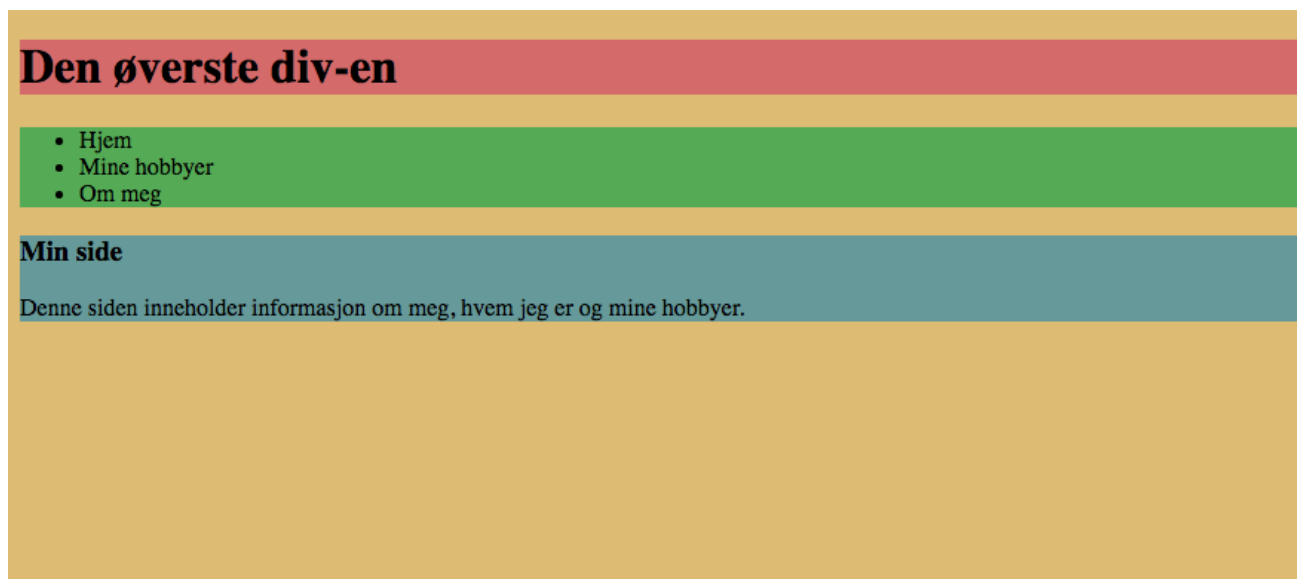 Den øverste div-en
• Hjem
• Mine hobbyer
• Om meg
Min side
Denne siden inneholder informasjon om meg, hvem jeg er og mine hobbyer.